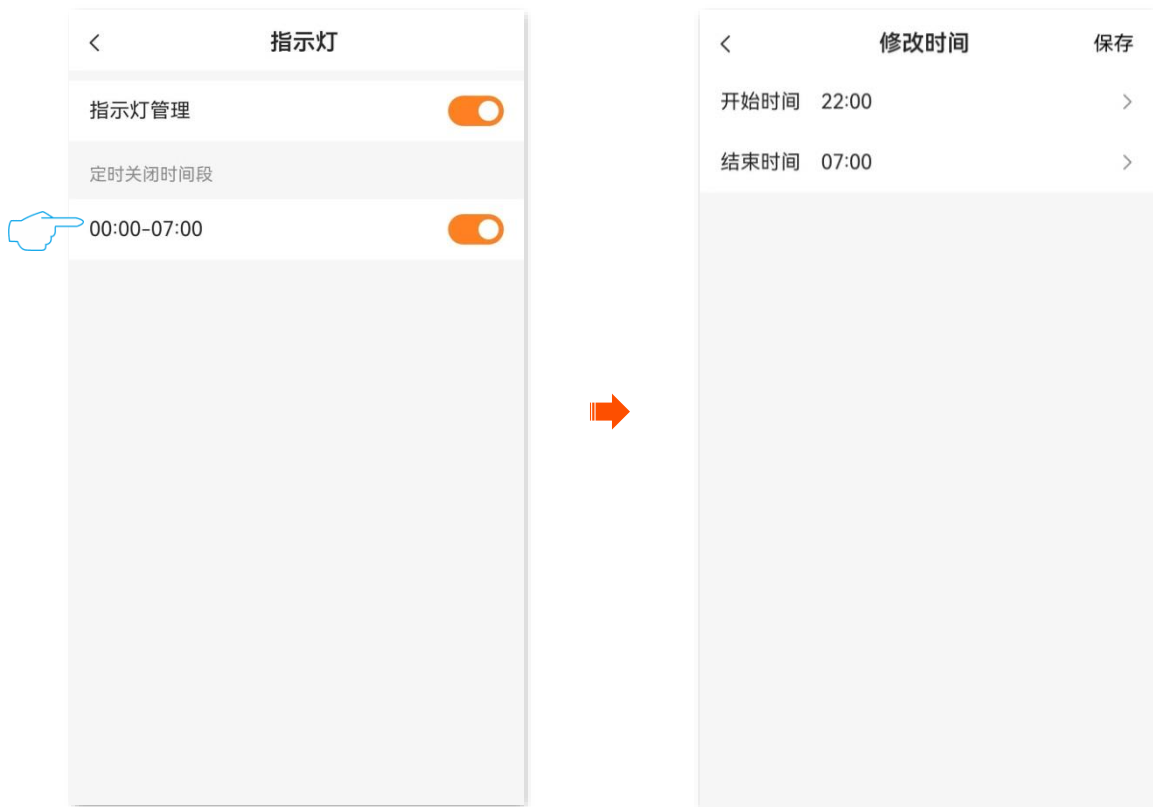 指示灯
指示灯管理
定时关闭时间段
00:00-07:00
修改时间
保存
开始时间 22:00
结束时间 07:00